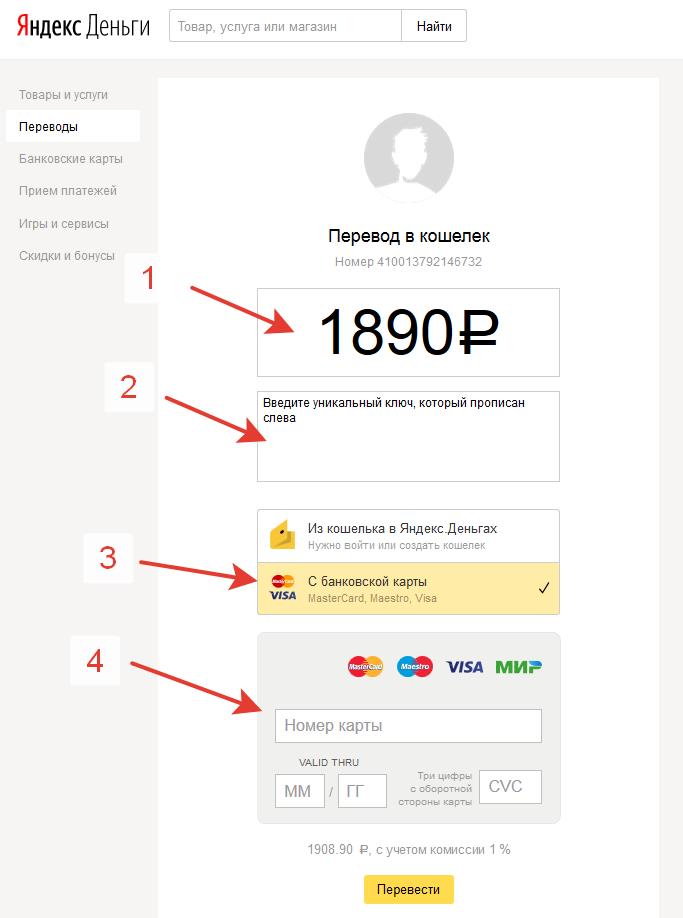 Яндекс Деньги
Товар, услуга или магазин
Найти
Товары и услуги
Переводы
Банковские карты
Прием платежей
Игры и сервисы
Скидки и бонусы
Перевод в кошелек
Номер 410013792146732
1
1890₽
2
Введите уникальный ключ, который прописан
слева
Из кошелька в Яндекс.Деньгах
Нужно войти или создать кошелек
3
MasterCard
VISA
С банковской карты
MasterCard, Maestro, Visa
4
MasterCard
Maestro
VISA
МИР
Номер карты
VALID THRU
ММ / ГГ
Три цифры
с оборотной
стороны карты
CVC
1908.90 ₽, с учетом комиссии 1 %
Перевести